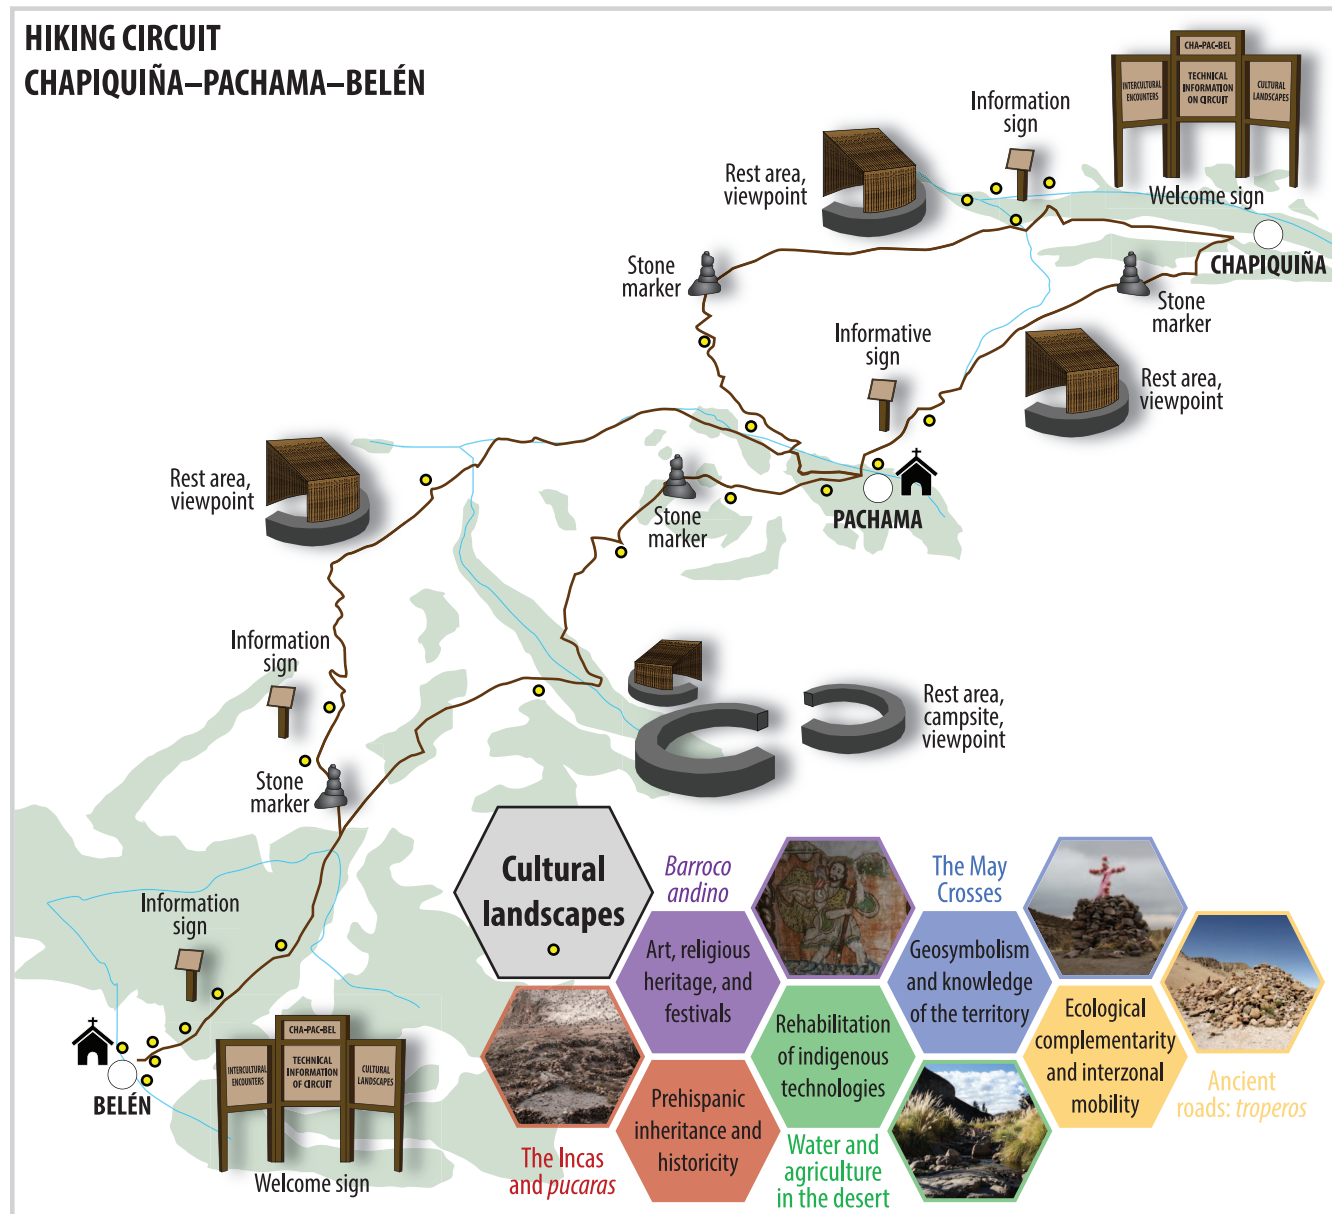 HIKING CIRCUIT
CHAPIQUIÑA–PACHAMA–BELÉN
CHA-PAC-BEL
INTERCULTURAL
ENCOUNTERS
TECHNICAL
INFORMATION
ON CIRCUIT
CULTURAL
LANDSCAPES
Welcome sign
Information
sign
Rest area,
viewpoint
CHAPIQUIÑA
Stone
marker
Stone
marker
Informative
sign
Rest area,
viewpoint
Rest area,
viewpoint
Stone
marker
PACHAMA
Information
sign
Rest area,
campsite,
viewpoint
Stone
marker
Information
sign
BELÉN
CHA-PAC-BEL
INTERCULTURAL
ENCOUNTERS
TECHNICAL
INFORMATION
OF CIRCUIT
CULTURAL
LANDSCAPES
Welcome sign
Cultural
landscapes
Barroco
andino
Art, religious
heritage, and
festivals
The May
Crosses
Geosymbolism
and knowledge
of the territory
Rehabilitation
of indigenous
technologies
Ecological
complementarity
and interzonal
mobility
Prehispanic
inheritance and
historicity
Ancient
roads: troperos
The Incas
and pucaras
Water and
agriculture
in the desert